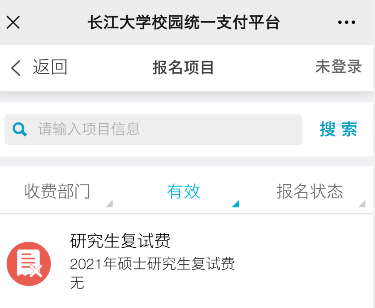 长江大学校园统一支付平台
返回 报名项目 未登录
请输入项目信息 搜 索
收费部门 有效 报名状态
研究生复试费
2021年硕士研究生复试费
无